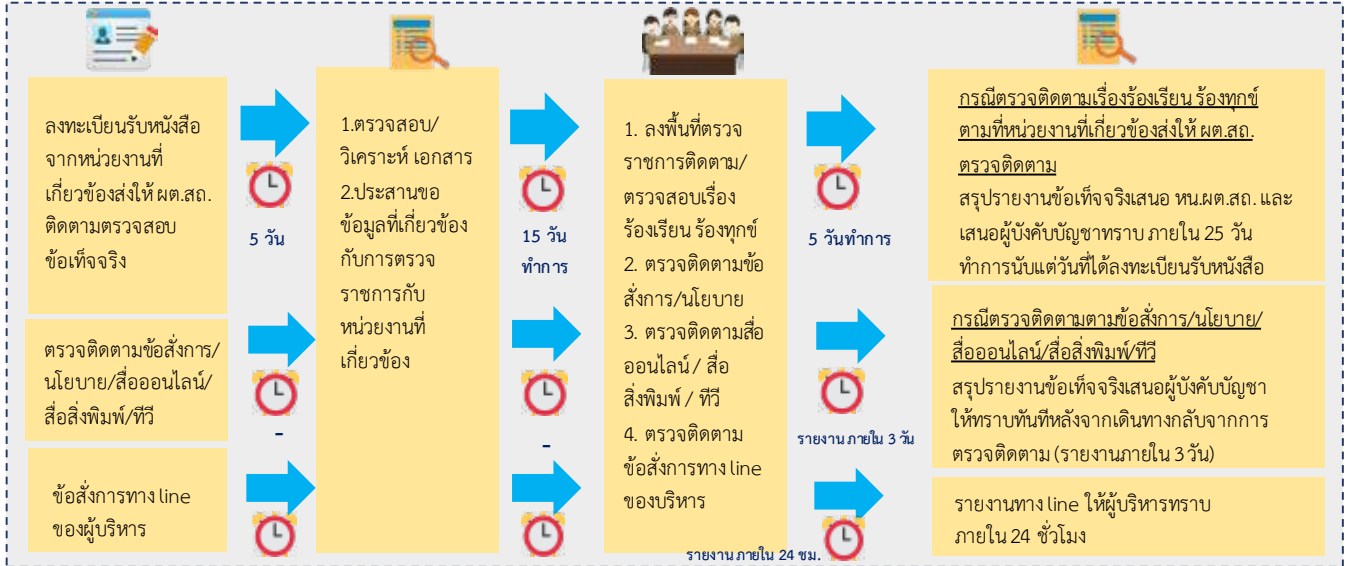 ลงทะเบียนรับหนังสือ
จากหน่วยงานที่
เกี่ยวข้องส่งให้ ผต.สถ.
ติดตามตรวจสอบ
ข้อเท็จจริง
5 วัน
1.ตรวจสอบ/
วิเคราะห์ เอกสาร
2.ประสานขอ
ข้อมูลที่เกี่ยวข้อง
กับการตรวจ
ราชการกับ
หน่วยงานที่
เกี่ยวข้อง
15 วัน
ทำการ
1. ลงพื้นที่ตรวจ
ราชการติดตาม/
ตรวจสอบเรื่อง
ร้องเรียน ร้องทุกข์
2. ตรวจติดตามข้อ
สั่งการ/นโยบาย
3. ตรวจติดตามสื่อ
ออนไลน์ / สื่อ
สิ่งพิมพ์ / ทีวี
4. ตรวจติดตาม
ข้อสั่งการทาง line
ของบริหาร
5 วันทำการ
กรณีตรวจติดตามเรื่องร้องเรียน ร้องทุกข์
ตามที่หน่วยงานที่เกี่ยวข้องส่งให้ ผต.สถ.
ตรวจติดตาม
สรุปรายงานข้อเท็จจริงเสนอ หน.ผต.สถ. และ
เสนอผู้บังคับบัญชาทราบ ภายใน 25 วัน
ทำการนับแต่วันที่ได้ลงทะเบียนรับหนังสือ
ตรวจติดตามข้อสั่งการ/
นโยบาย/สื่อออนไลน์/
สื่อสิ่งพิมพ์/ทีวี
-
-
รายงาน ภายใน 3 วัน
กรณีตรวจติดตามตามข้อสั่งการ/นโยบาย/
สื่อออนไลน์/สื่อสิ่งพิมพ์/ทีวี
สรุปรายงานข้อเท็จจริงเสนอผู้บังคับบัญชา
ให้ทราบทันทีหลังจากเดินทางกลับจากการ
ตรวจติดตาม (รายงานภายใน 3 วัน)
ข้อสั่งการทาง line
ของผู้บริหาร
รายงาน ภายใน 24 ชม.
รายงานทาง line ให้ผู้บริหารทราบ
ภายใน 24 ชั่วโมง